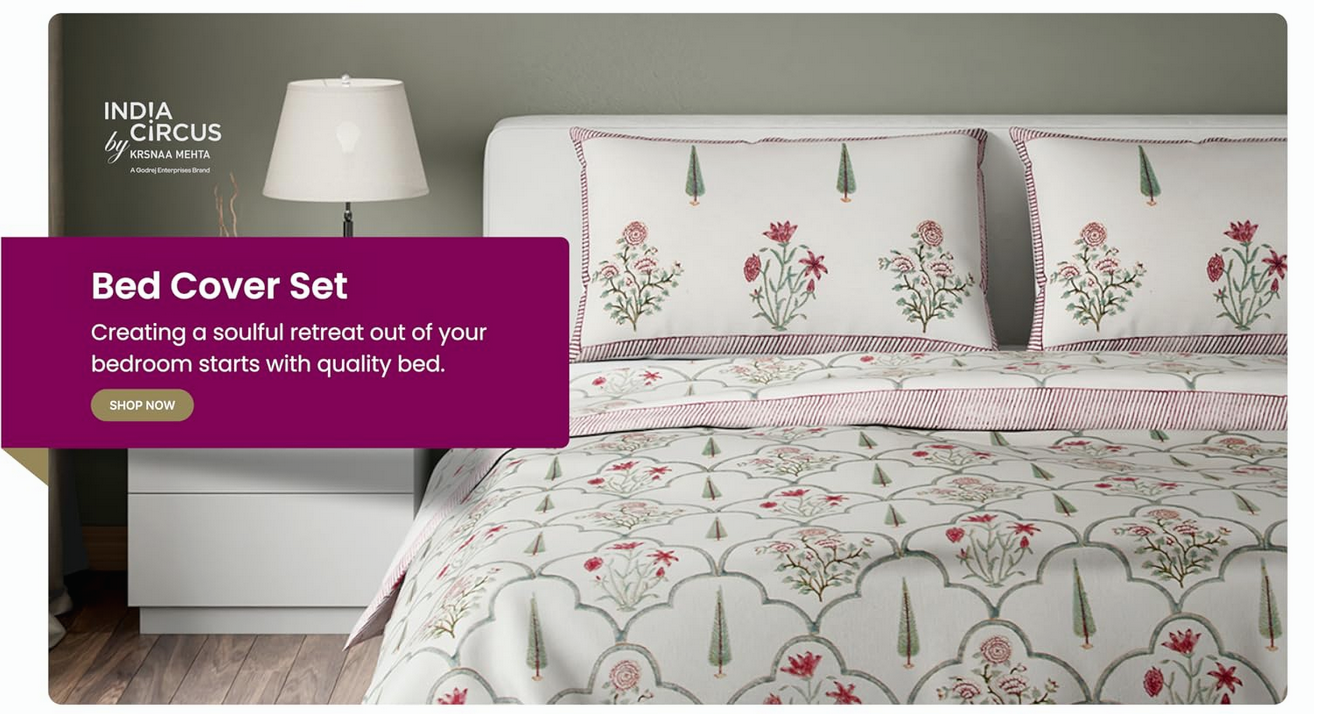 IND!A
CiRCUS
by KRSNAA MEHTA
A Godrej Enterprises Brand
Bed Cover Set
Creating a soulful retreat out of your
bedroom starts with quality bed.
SHOP NOW